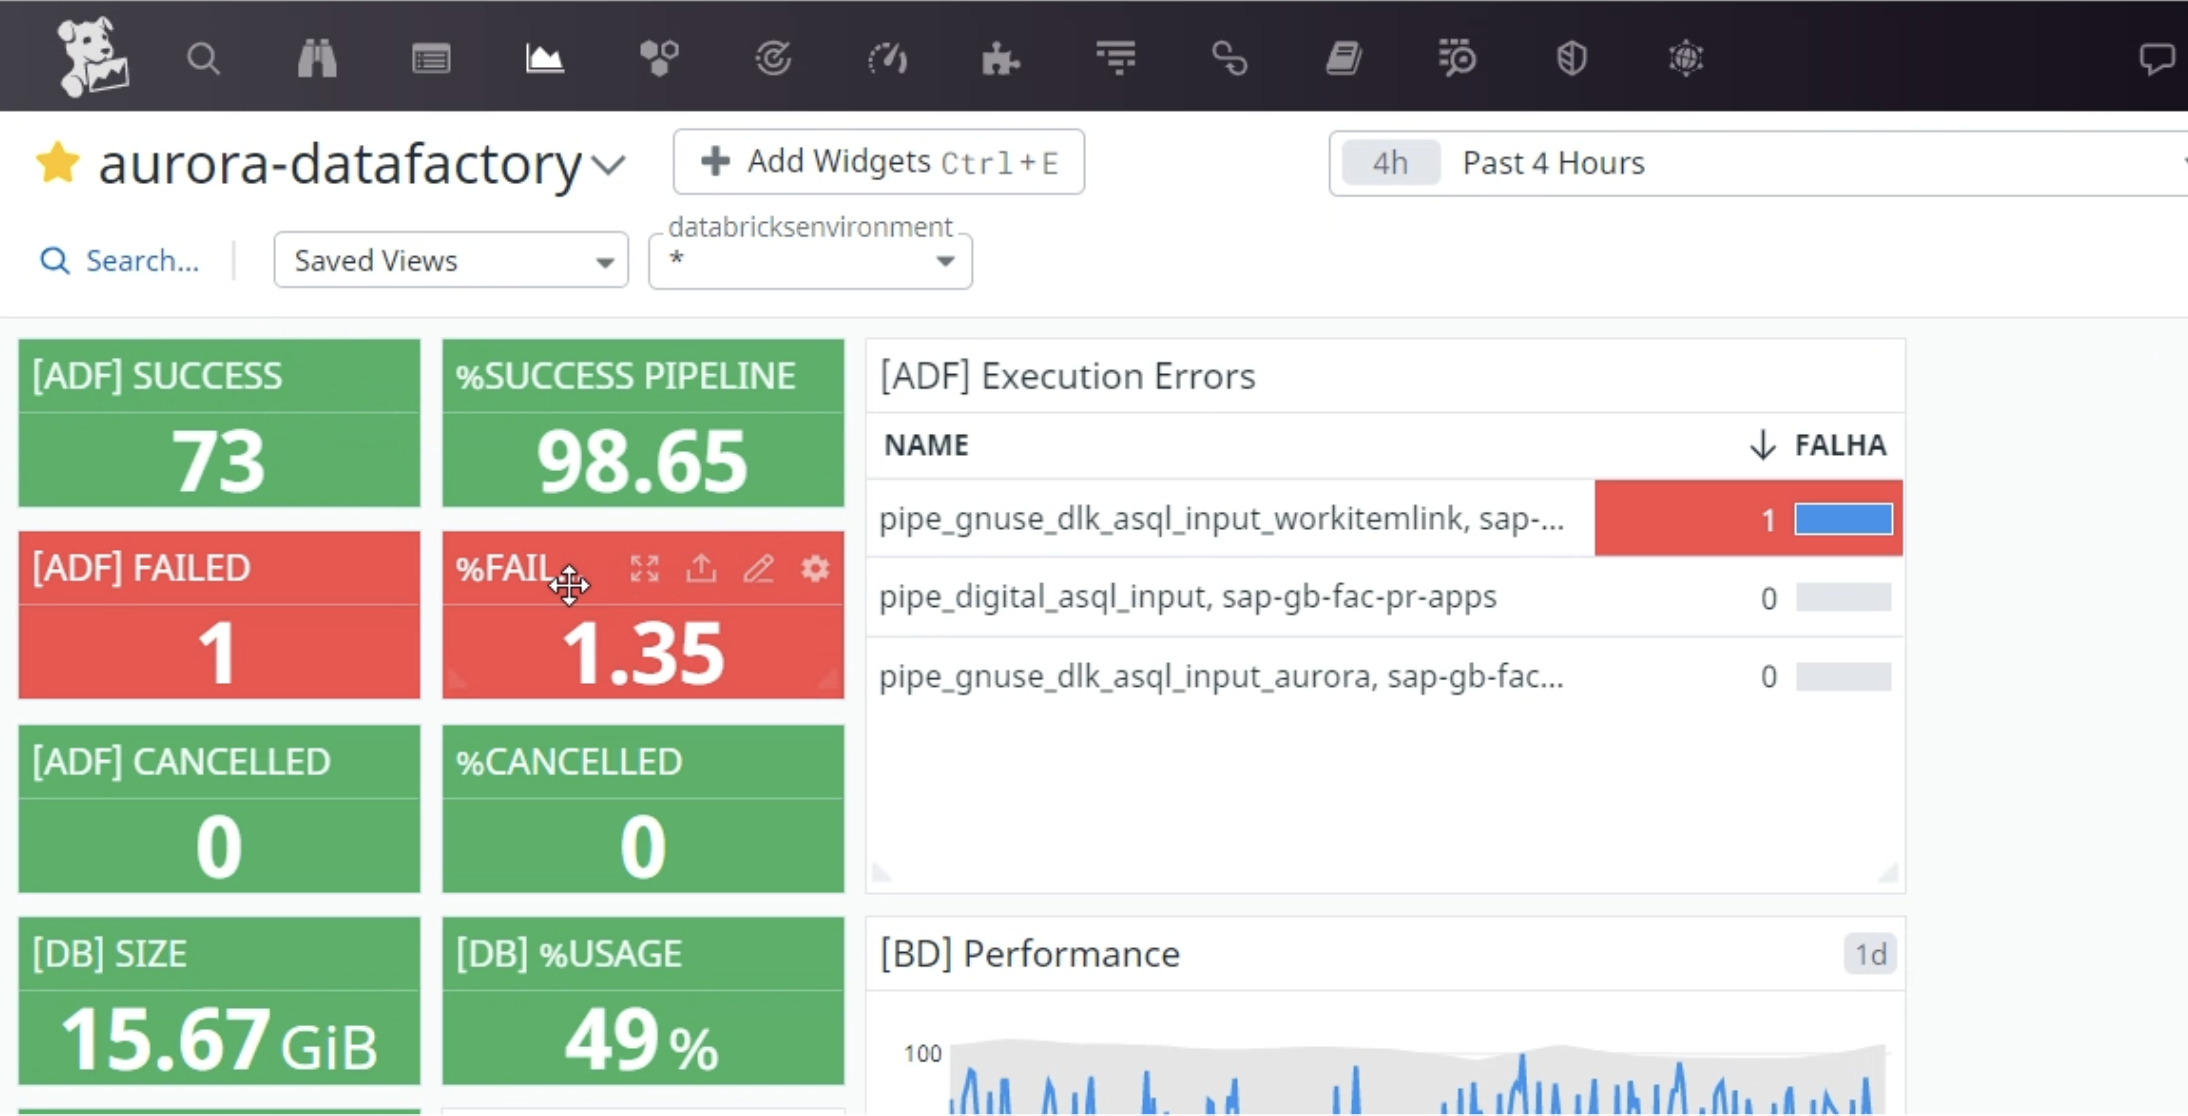 aurora-datafactory
Add Widgets Ctrl+E
4h Past 4 Hours
Search...
Saved Views
databricksenvironment
*
[ADF] SUCCESS
73
%SUCCESS PIPELINE
98.65
[ADF] Execution Errors
NAME
FALHA
pipe_gnuse_dlk_asql_input_workitemlink, sap-...
1
pipe_digital_asql_input, sap-gb-fac-pr-apps
0
pipe_gnuse_dlk_asql_input_aurora, sap-gb-fac...
0
[ADF] FAILED
1
%FAIL...
1.35
[ADF] CANCELLED
0
%CANCELLED
0
[DB] SIZE
15.67 GiB
[DB] %USAGE
49 %
[BD] Performance
1d
100